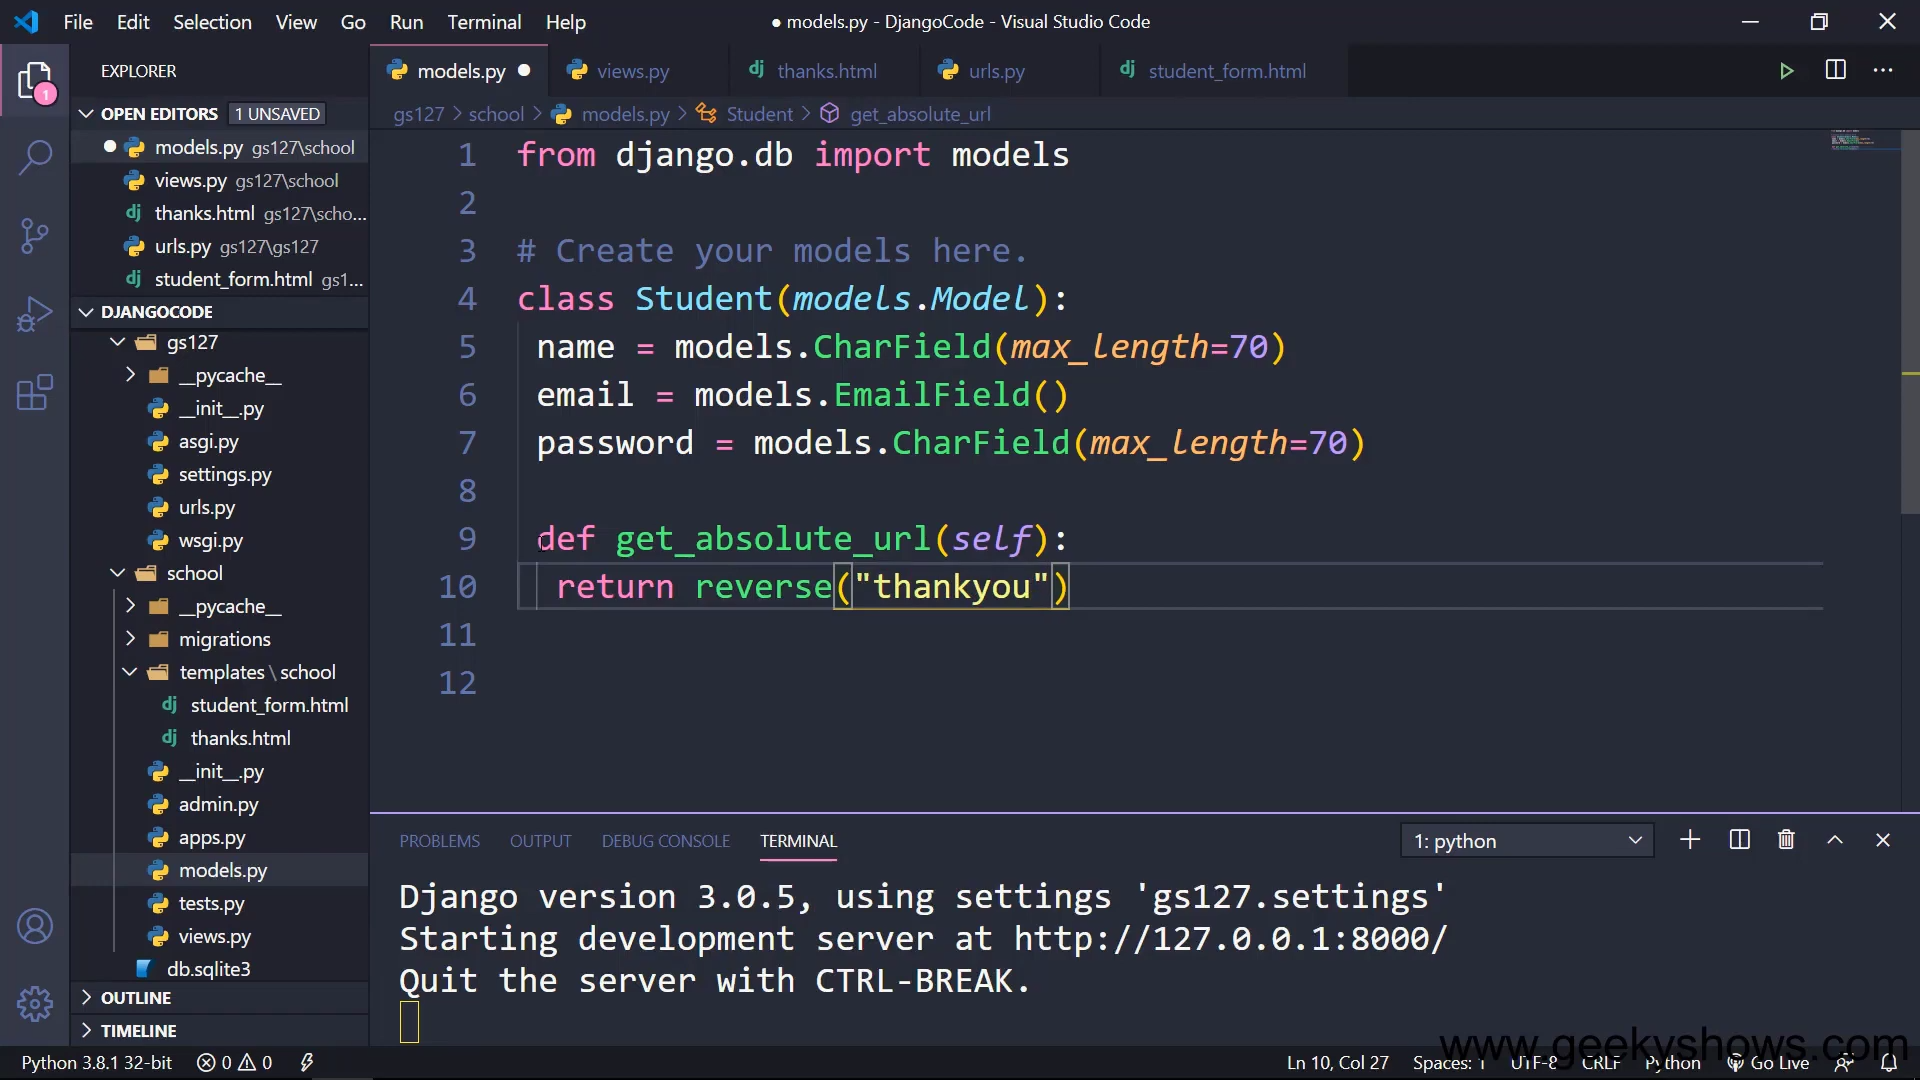 File Edit Selection View Go Run Terminal Help
● models.py - DjangoCode - Visual Studio Code
EXPLORER
1
OPEN EDITORS 1 UNSAVED
models.py gs127\school
views.py gs127\school
thanks.html gs127\scho...
urls.py gs127\gs127
student_form.html gs1...
DJANGOCODE
gs127
__pycache__
__init__.py
asgi.py
settings.py
urls.py
wsgi.py
school
__pycache__
migrations
templates \ school
student_form.html
thanks.html
__init__.py
admin.py
apps.py
models.py
tests.py
views.py
db.sqlite3
OUTLINE
TIMELINE
models.py views.py thanks.html urls.py student_form.html
gs127 > school > models.py > Student > get_absolute_url
1 from django.db import models
2
3 # Create your models here.
4 class Student(models.Model):
5 name = models.CharField(max_length=70)
6 email = models.EmailField()
7 password = models.CharField(max_length=70)
8
9 def get_absolute_url(self):
10 return reverse("thankyou")
11
12
PROBLEMS OUTPUT DEBUG CONSOLE TERMINAL
1: python
Django version 3.0.5, using settings 'gs127.settings'
Starting development server at http://127.0.0.1:8000/
Quit the server with CTRL-BREAK.
www.geekyshows.com
Python 3.8.1 32-bit 0 0
Ln 10, Col 27 Spaces: 1 UTF-8 CRLF Python Go Live